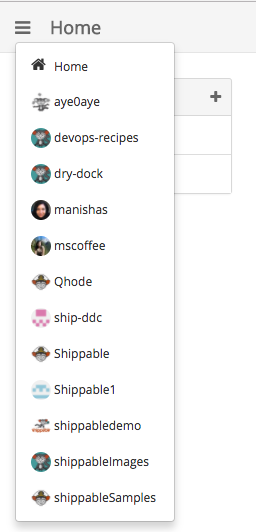 Home
Home
aye0aye
devops-recipes
dry-dock
manishas
mscoffee
Qhode
ship-ddc
Shippable
Shippable1
shippabledemo
shippableImages
shippableSamples